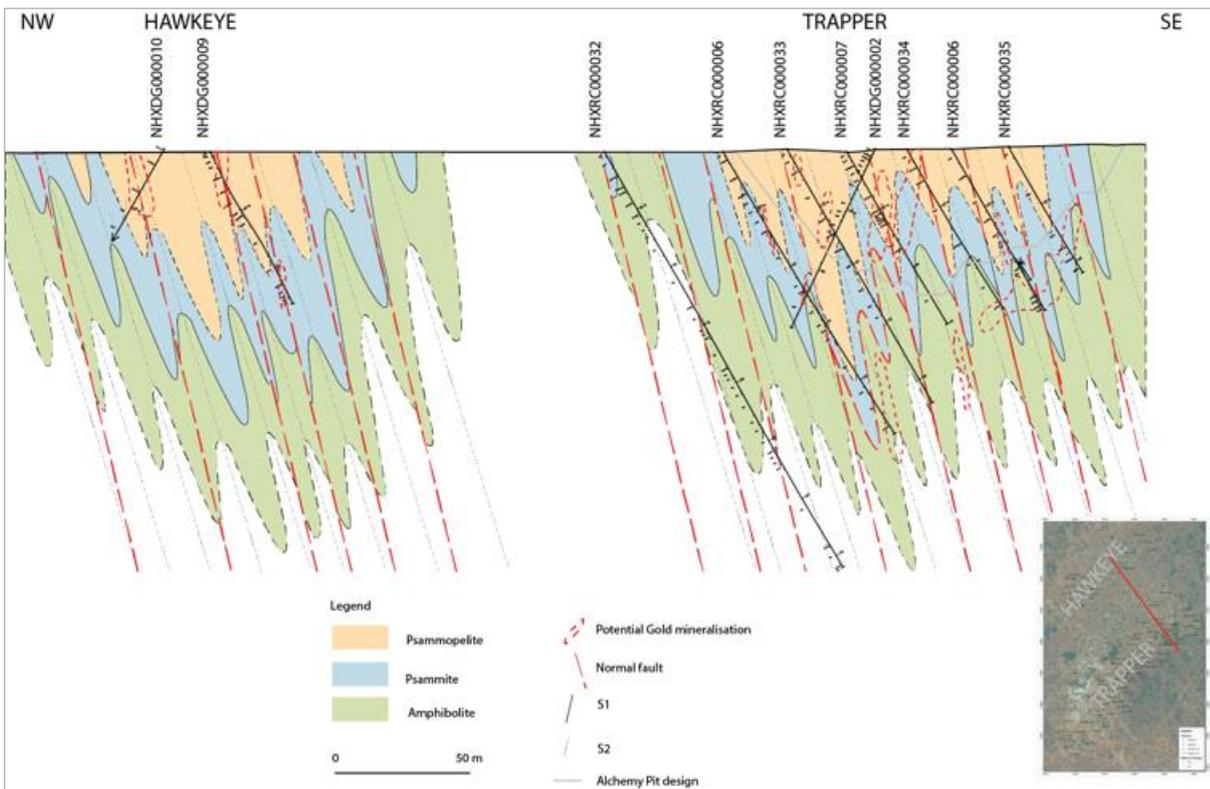 NW HAWKEYE TRAPPER SE
NHXDG000010
NHXDG000009
NHXRC000032
NHXRC000006
NHXRC000033
NHXRC000007
NHXDG000002
NHXRC000034
NHXRC000006
NHXRC000035
Legend
Psammopelite
Psammite
Amphibolite
0 50 m
Potential Gold mineralisation
Normal fault
S1
S2
Alchemy Pit design
HAWKEYE
TRAPPER